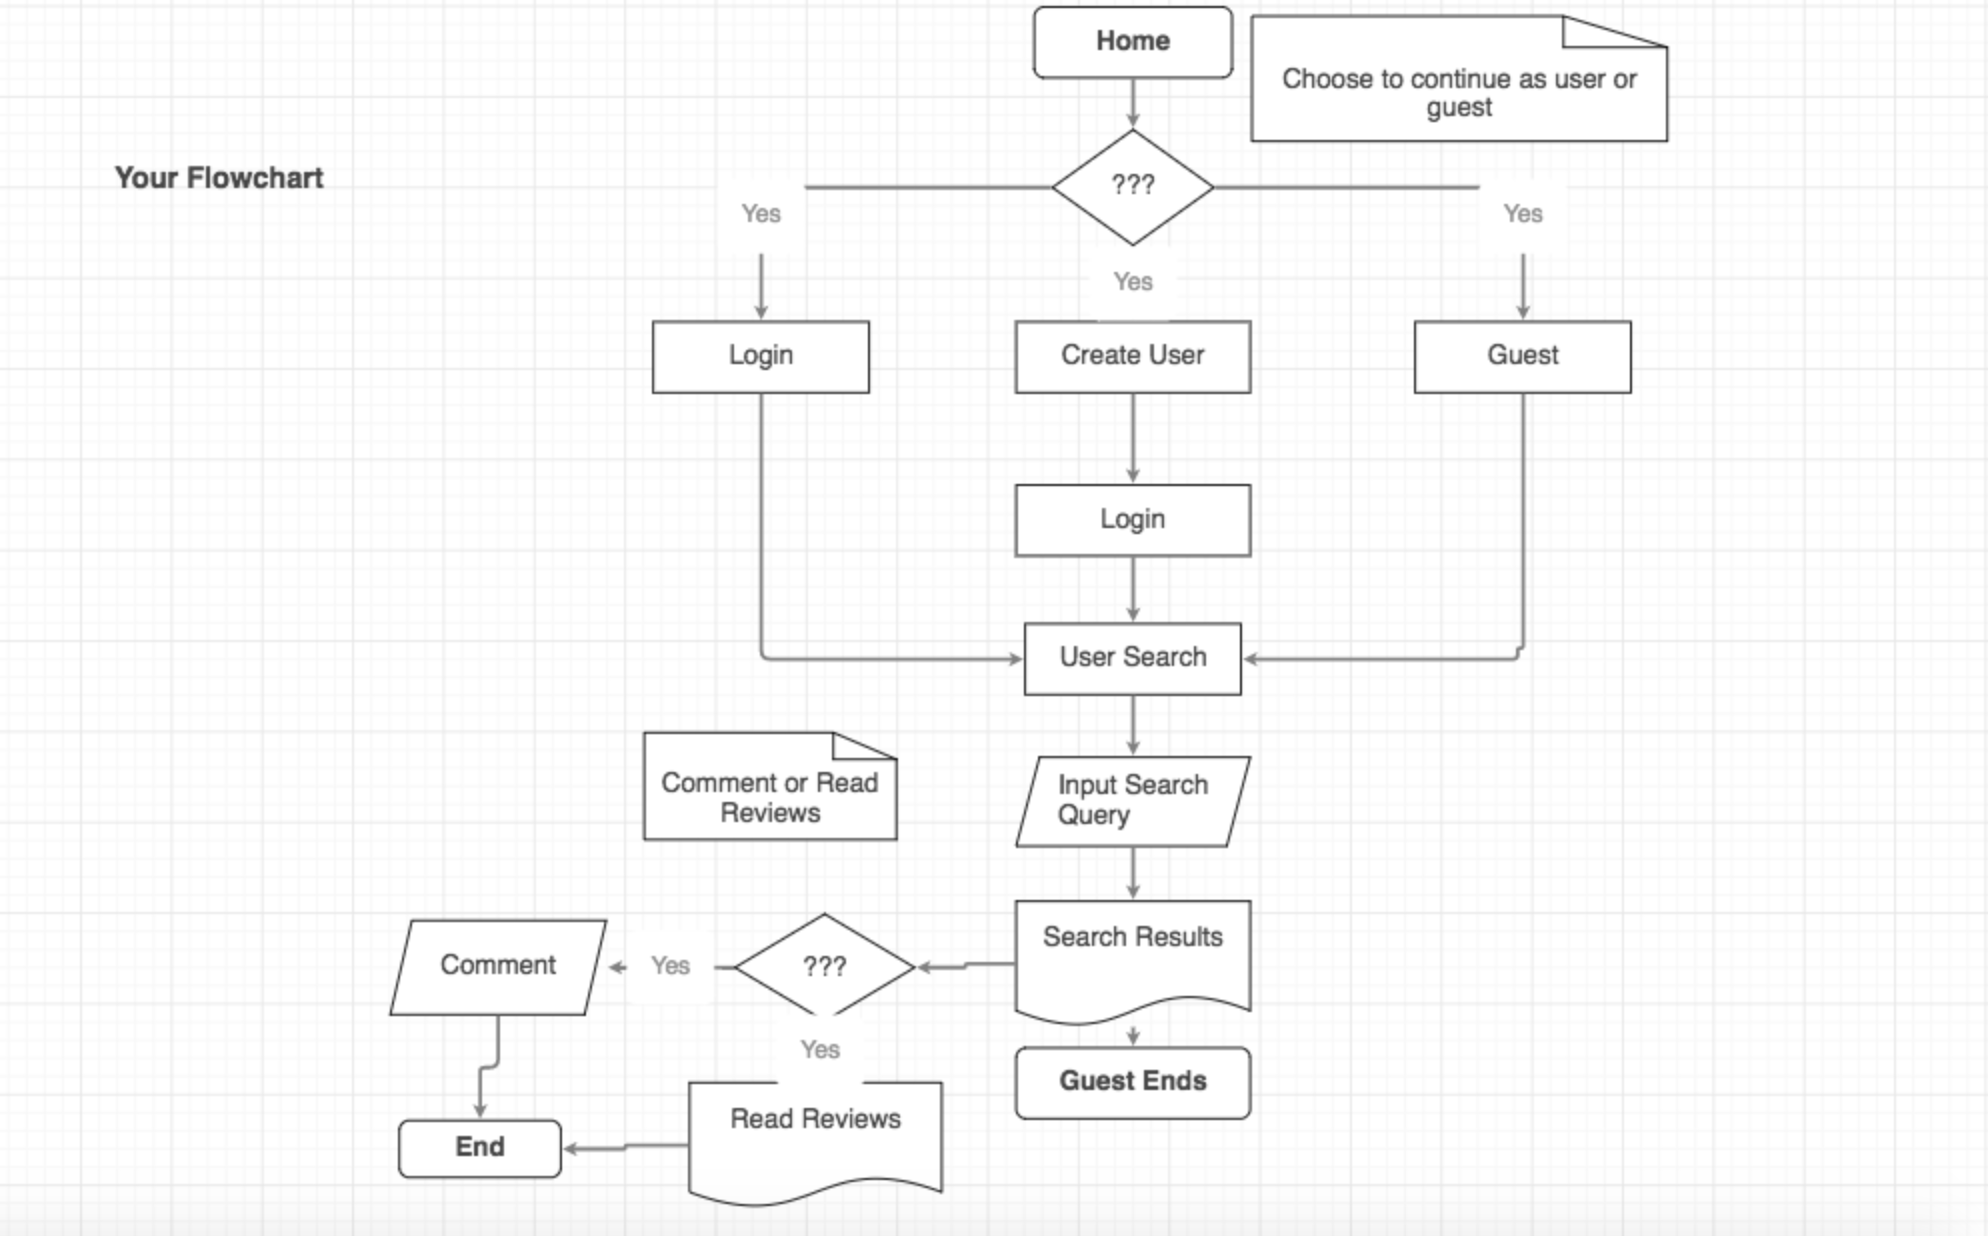 Home
Choose to continue as user or
guest
Your Flowchart
???
Yes
Yes
Yes
Login
Create User
Guest
Login
User Search
Comment or Read
Reviews
Input Search
Query
Search Results
Comment
Yes
???
Yes
Guest Ends
Read Reviews
End